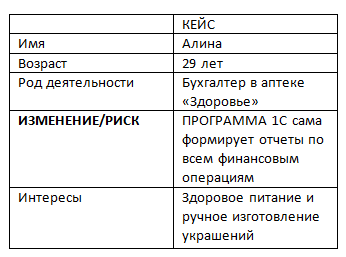 КЕЙС
Имя Алина
Возраст 29 лет
Род деятельности Бухгалтер в аптеке
«Здоровье»
ИЗМЕНЕНИЕ/РИСК ПРОГРАММА 1С сама
формирует отчеты по
всем финансовым
операциям
Интересы Здоровое питание и
ручное изготовление
украшений